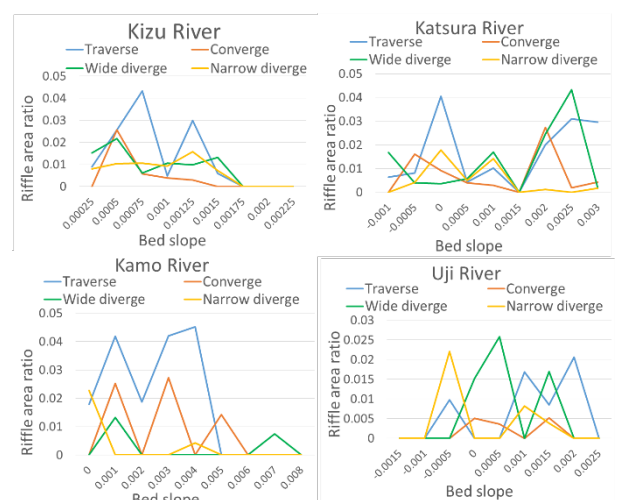 Kizu River
Traverse Converge
Wide diverge Narrow diverge
Riffle area ratio
0.05
0.04
0.03
0.02
0.01
0
0.00025 0.0005 0.00075 0.001 0.00125 0.0015 0.00175 0.002 0.00225
Bed slope
Katsura River
Traverse Converge
Wide diverge Narrow diverge
Riffle area ratio
0.05
0.04
0.03
0.02
0.01
0
-0.001 -0.0005 0 0.0005 0.001 0.0015 0.002 0.0025 0.003
Bed slope
Kamo River
Traverse Converge
Wide diverge Narrow diverge
Riffle area ratio
0.05
0.04
0.03
0.02
0.01
0
0 0.001 0.002 0.003 0.004 0.005 0.006 0.007 0.008
Bed slope
Uji River
Traverse Converge
Wide diverge Narrow diverge
Riffle area ratio
0.03
0.025
0.02
0.015
0.01
0.005
0
-0.0015 -0.001 -0.0005 0 0.0005 0.001 0.0015 0.002 0.0025
Bed slope